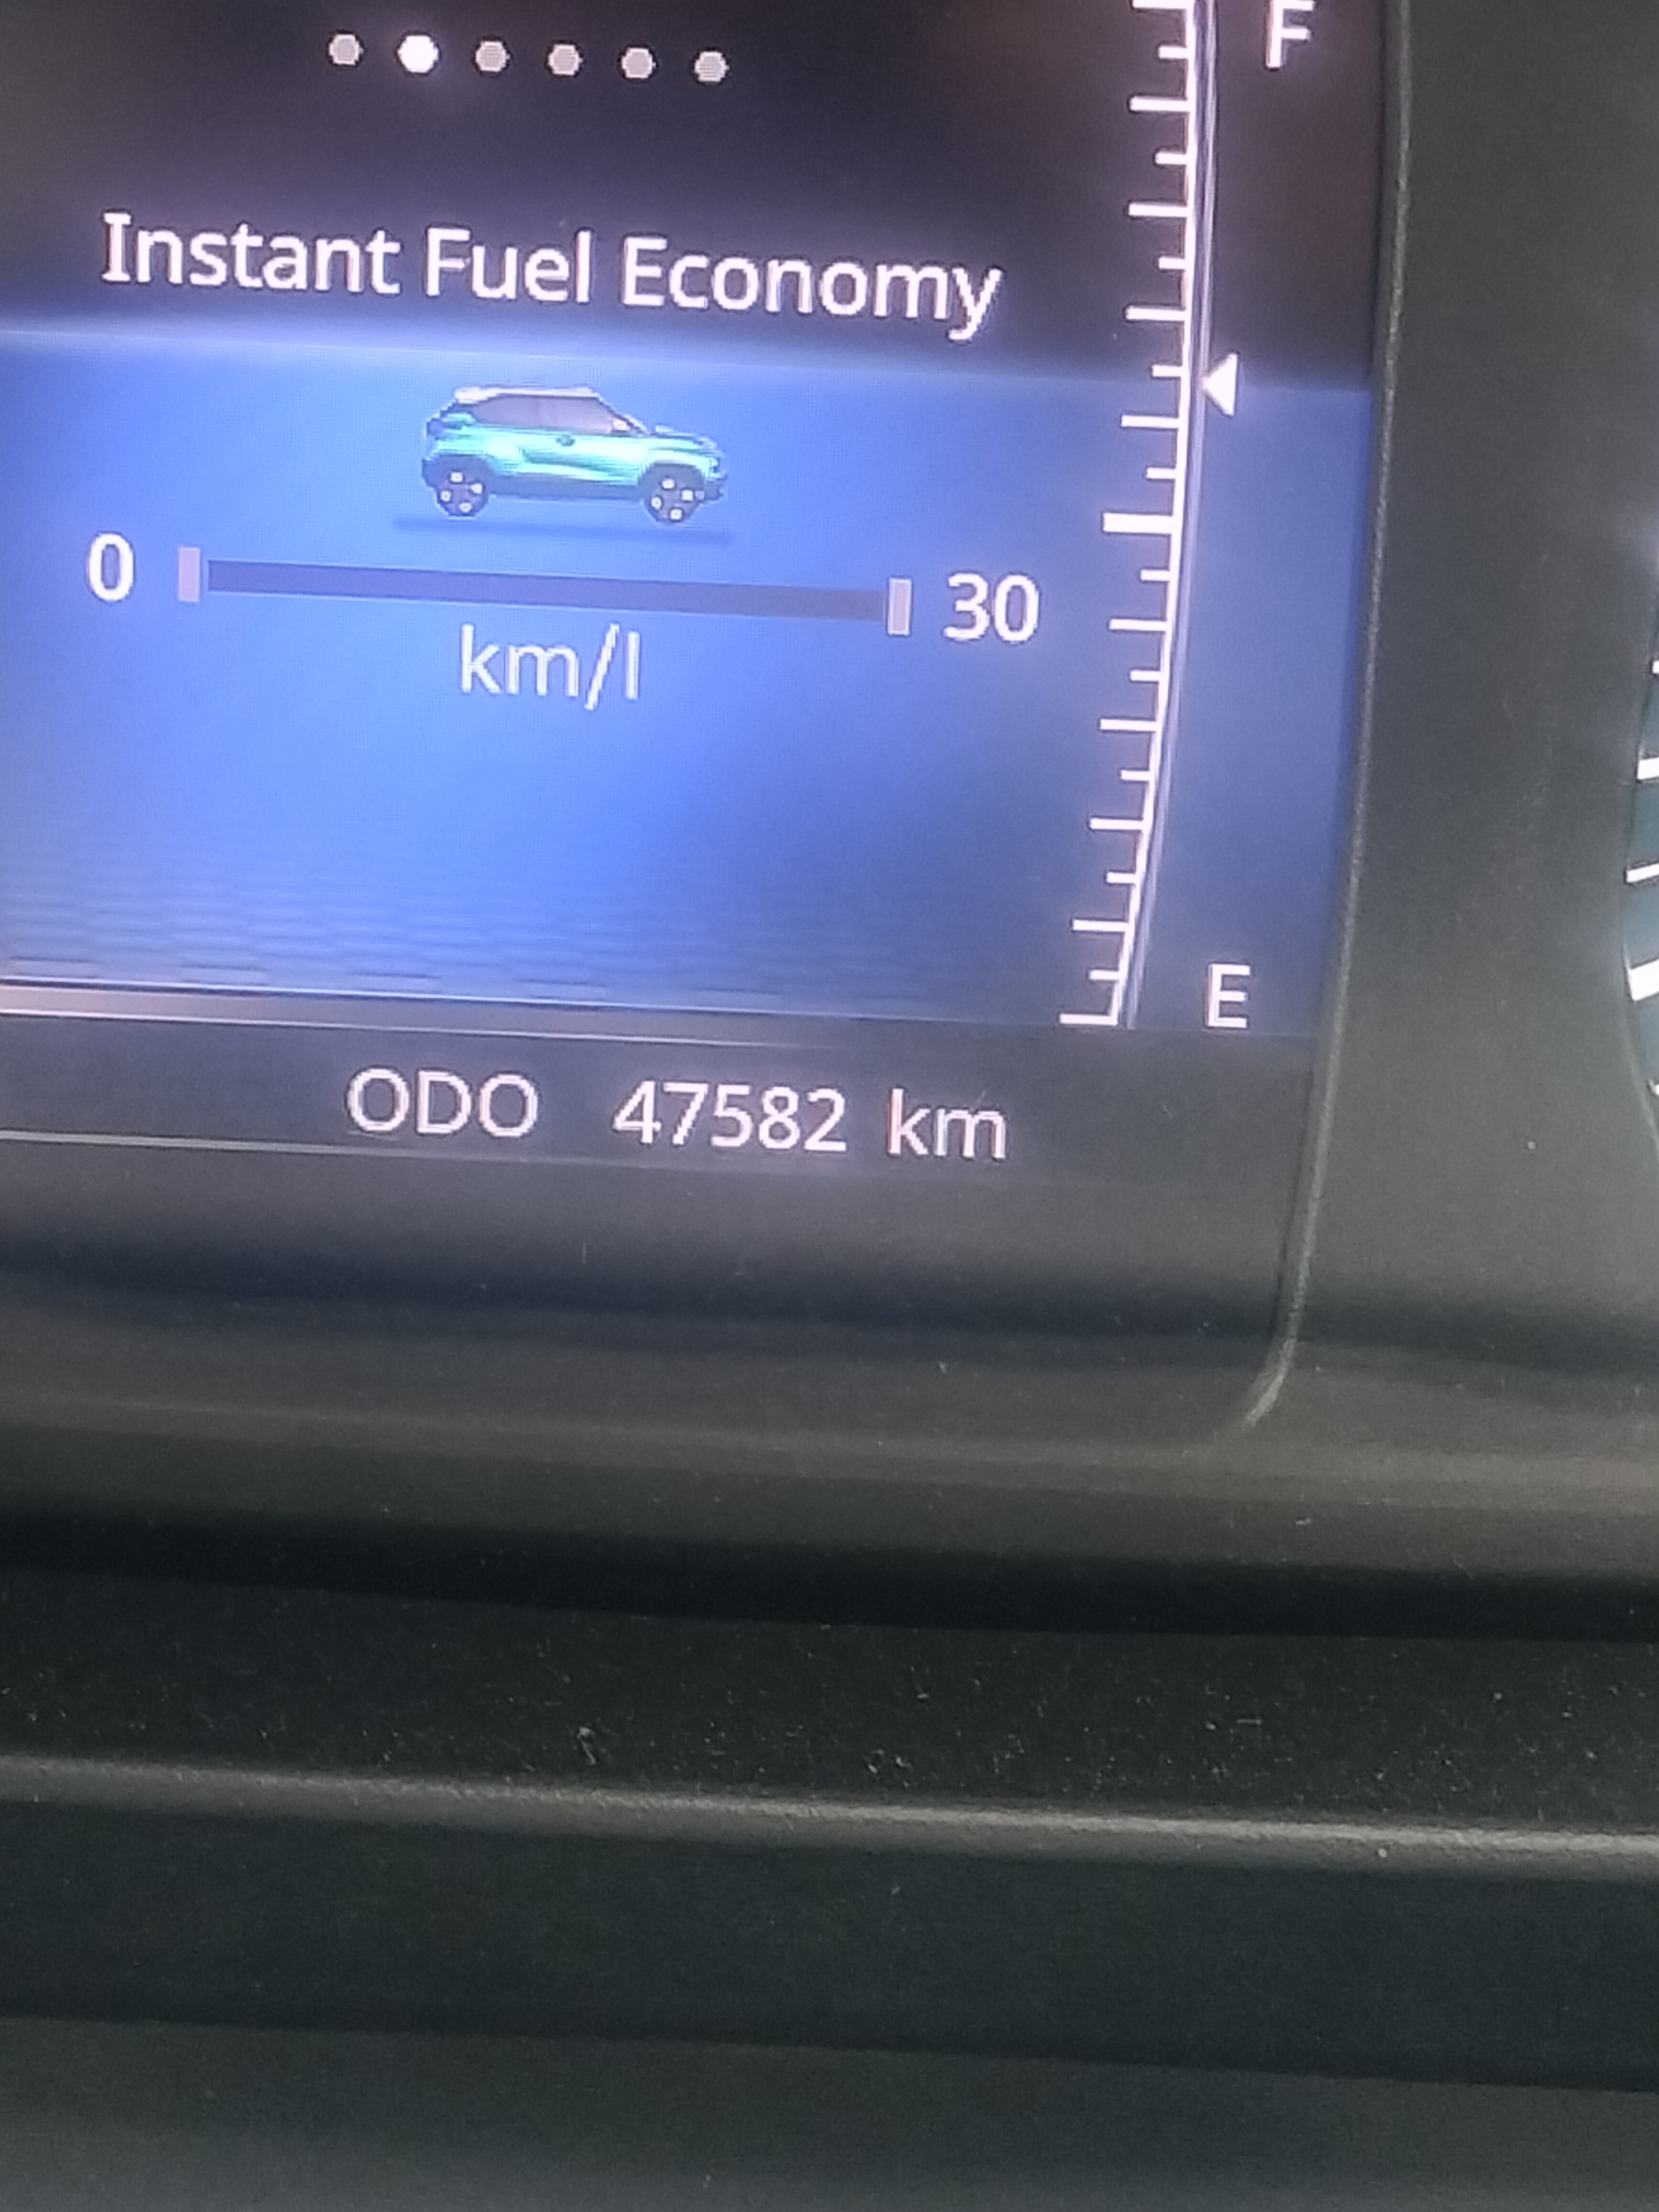 F
Instant Fuel Economy
0 30
km/l
E
ODO 47582 km